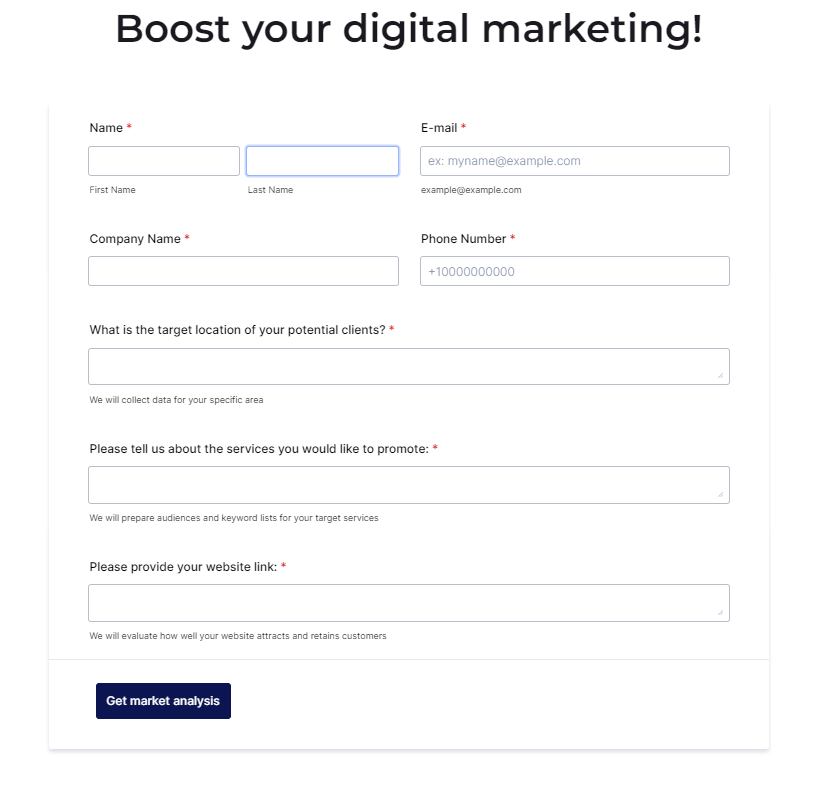 Boost your digital marketing!
Name *
E-mail *
ex: myname@example.com
First Name
Last Name
example@example.com
Company Name *
Phone Number *
+10000000000
What is the target location of your potential clients? *
We will collect data for your specific area
Please tell us about the services you would like to promote: *
We will prepare audiences and keyword lists for your target services
Please provide your website link: *
We will evaluate how well your website attracts and retains customers
Get market analysis